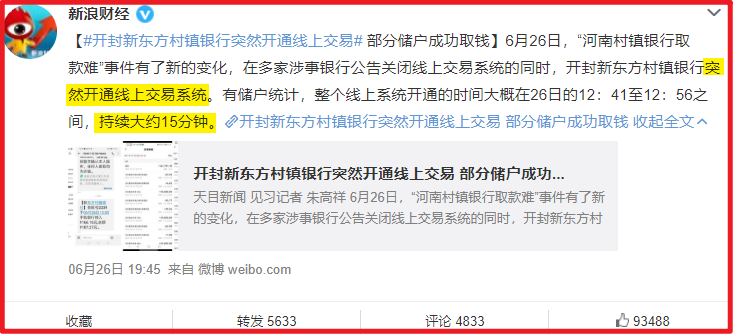 新浪财经
【#开封新东方村镇银行突然开通线上交易# 部分储户成功取钱】6月26日，“河南村镇银行取
款难”事件有了新的变化，在多家涉事银行公告关闭线上交易系统的同时，开封新东方村镇银行突
然开通线上交易系统。有储户统计，整个线上系统开通的时间大概在26日的12：41至12：56之
间，持续大约15分钟。 开封新东方村镇银行突然开通线上交易 部分储户成功取钱 收起全文
开封新东方村镇银行突然开通线上交易 部分储户成功...
天目新闻 见习记者 朱高祥 6月26日，“河南村镇银行取款难”事件有了新
的变化，在多家涉事银行公告关闭线上交易系统的同时，开封新东方村
06月26日 19:45 来自 微博 weibo.com
收藏 转发 5633 评论 4833 93488